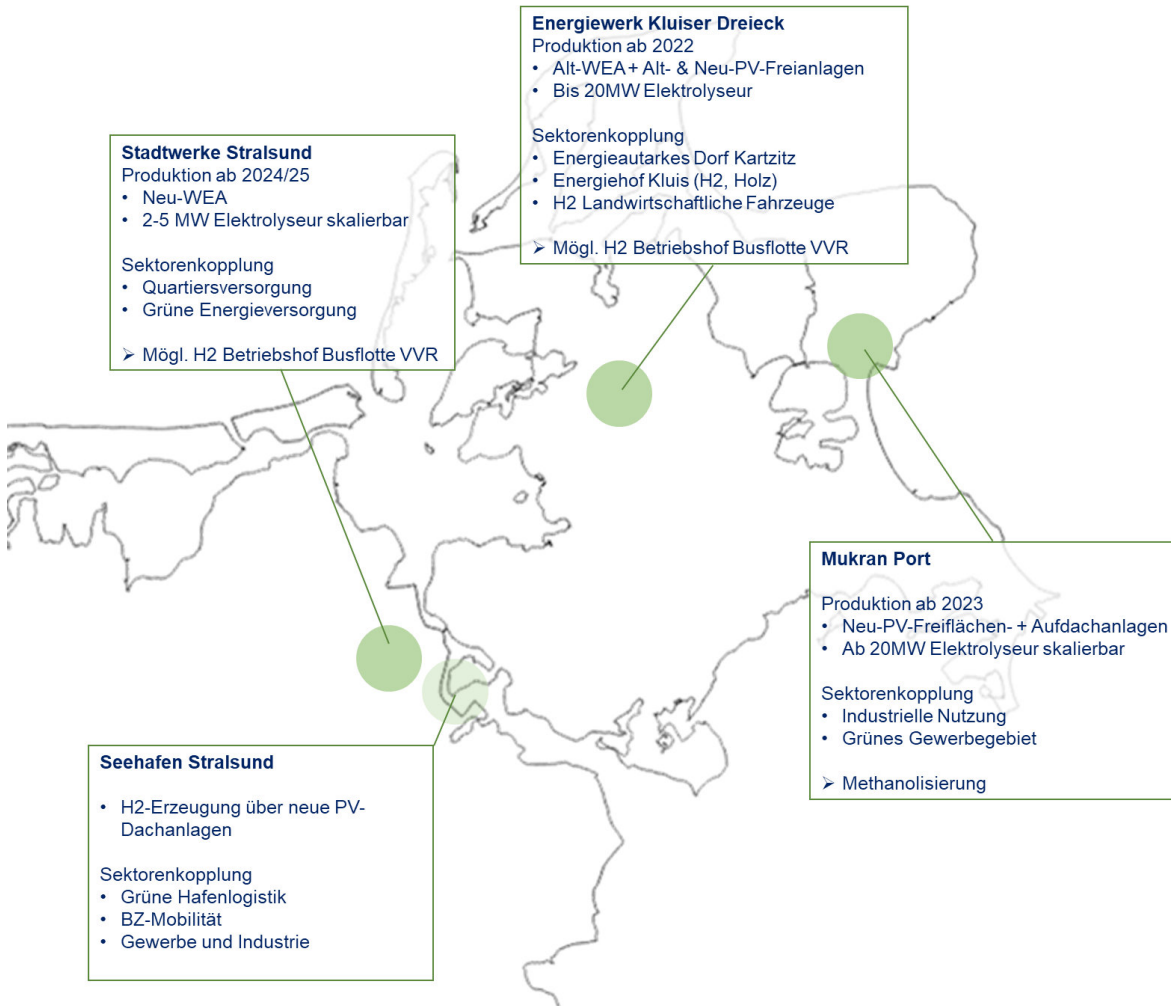 Energiewerk Kluiser Dreieck
Produktion ab 2022
• Alt-WEA + Alt- & Neu-PV-Freianlagen
• Bis 20MW Elektrolyseur
Sektorenkopplung
• Energieautarkes Dorf Kartzitz
• Energiehof Kluis (H2, Holz)
• H2 Landwirtschaftliche Fahrzeuge
➢ Mögl. H2 Betriebshof Busflotte VVR
Stadtwerke Stralsund
Produktion ab 2024/25
• Neu-WEA
• 2-5 MW Elektrolyseur skalierbar
Sektorenkopplung
• Quartiersversorgung
• Grüne Energieversorgung
➢ Mögl. H2 Betriebshof Busflotte VVR
Mukran Port
Produktion ab 2023
• Neu-PV-Freiflächen- + Aufdachanlagen
• Ab 20MW Elektrolyseur skalierbar
Sektorenkopplung
• Industrielle Nutzung
• Grünes Gewerbegebiet
➢ Methanolisierung
Seehafen Stralsund
• H2-Erzeugung über neue PV-
Dachanlagen
Sektorenkopplung
• Grüne Hafenlogistik
• BZ-Mobilität
• Gewerbe und Industrie